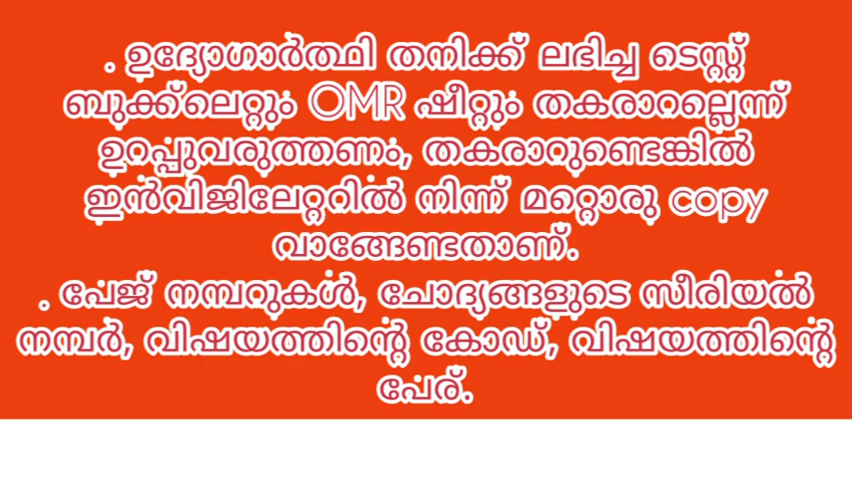 . ഉദ്യോഗാർത്ഥി തനിക്ക് ലഭിച്ച ടെസ്റ്റ്
ബുക്ക്ലെറ്റും OMR ഷീറ്റും തകരാറല്ലെന്ന്
ഉറപ്പുവരുത്തണം, തകരാറുണ്ടെങ്കിൽ
ഇൻവിജിലേറ്ററിൽ നിന്ന് മറ്റൊരു copy
വാങ്ങേണ്ടതാണ്.
. പേജ് നമ്പറുകൾ, ചോദ്യങ്ങളുടെ സീരിയൽ
നമ്പർ, വിഷയത്തിന്റെ കോഡ്, വിഷയത്തിന്റെ
പേര്.